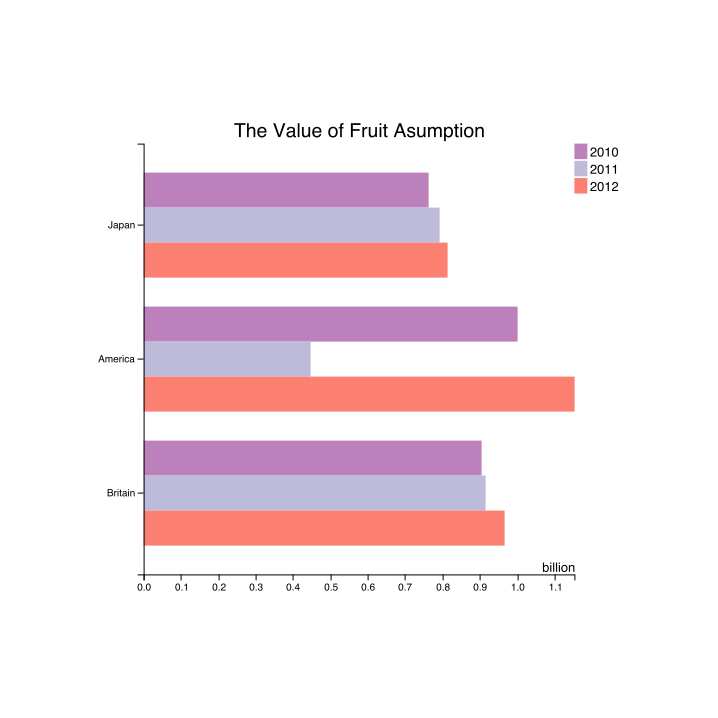 The Value of Fruit Asumption
2010
2011
2012
Japan
America
Britain
billion
0.0 0.1 0.2 0.3 0.4 0.5 0.6 0.7 0.8 0.9 1.0 1.1